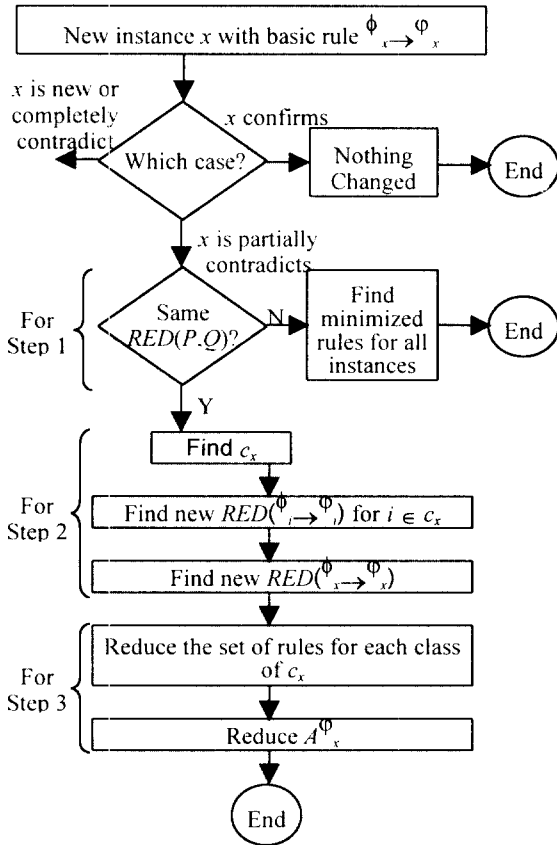 New instance x with basic rule ϕx→φx
x is new or
completely
contradict
x confirms
Which case?
Nothing
Changed
End
x is partially
contradicts
For
Step 1
Same
RED(P.Q)?
N
Find
minimized
rules for all
instances
End
Y
For
Step 2
Find cx
Find new RED(ϕi→φi) for i ∈ cx
Find new RED(ϕx→φx)
For
Step 3
Reduce the set of rules for each class
of cx
Reduce Aφx
End